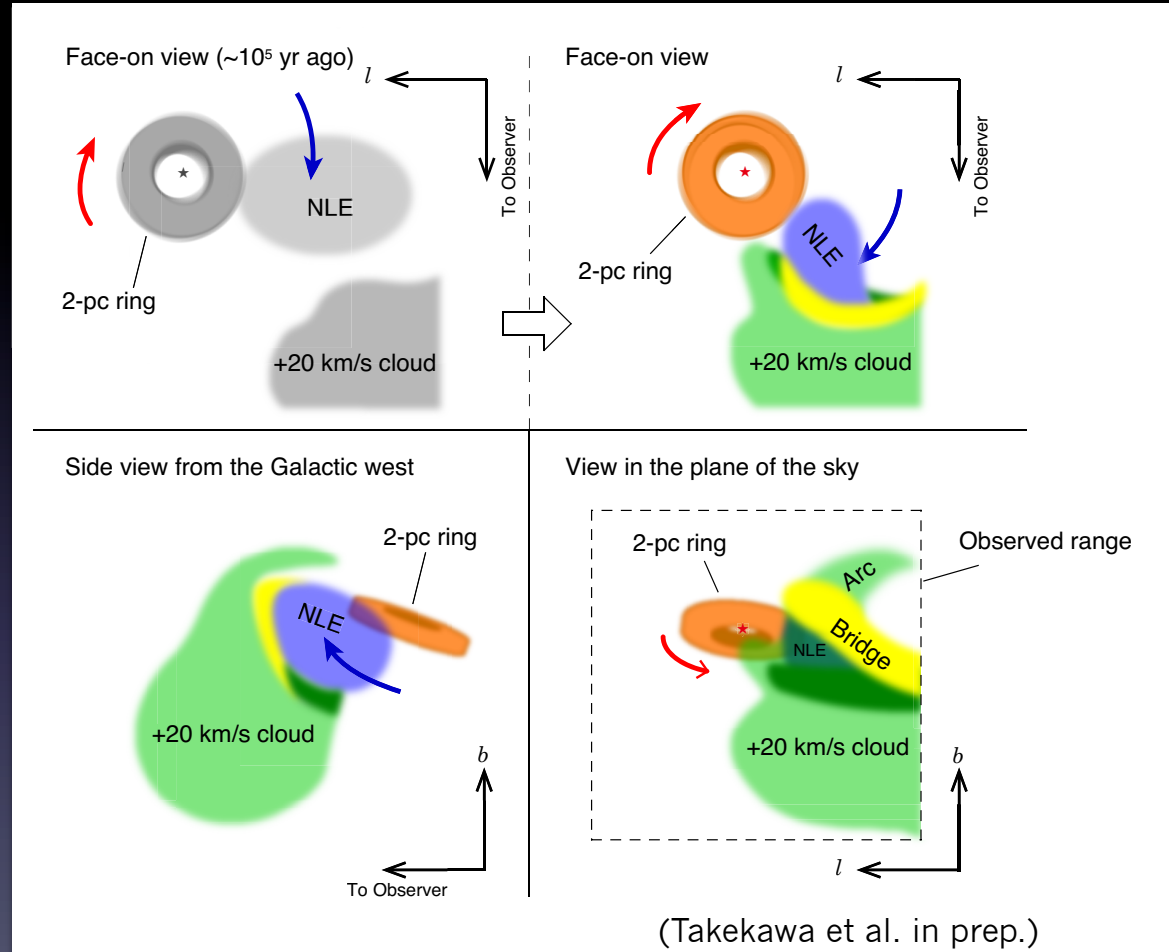 Face-on view (~10⁵ yr ago)
l
To Observer
NLE
2-pc ring
+20 km/s cloud
Face-on view
l
To Observer
NLE
2-pc ring
+20 km/s cloud
Side view from the Galactic west
2-pc ring
NLE
+20 km/s cloud
b
To Observer
View in the plane of the sky
2-pc ring
Observed range
Arc
Bridge
NLE
+20 km/s cloud
b
l
(Takekawa et al. in prep.)